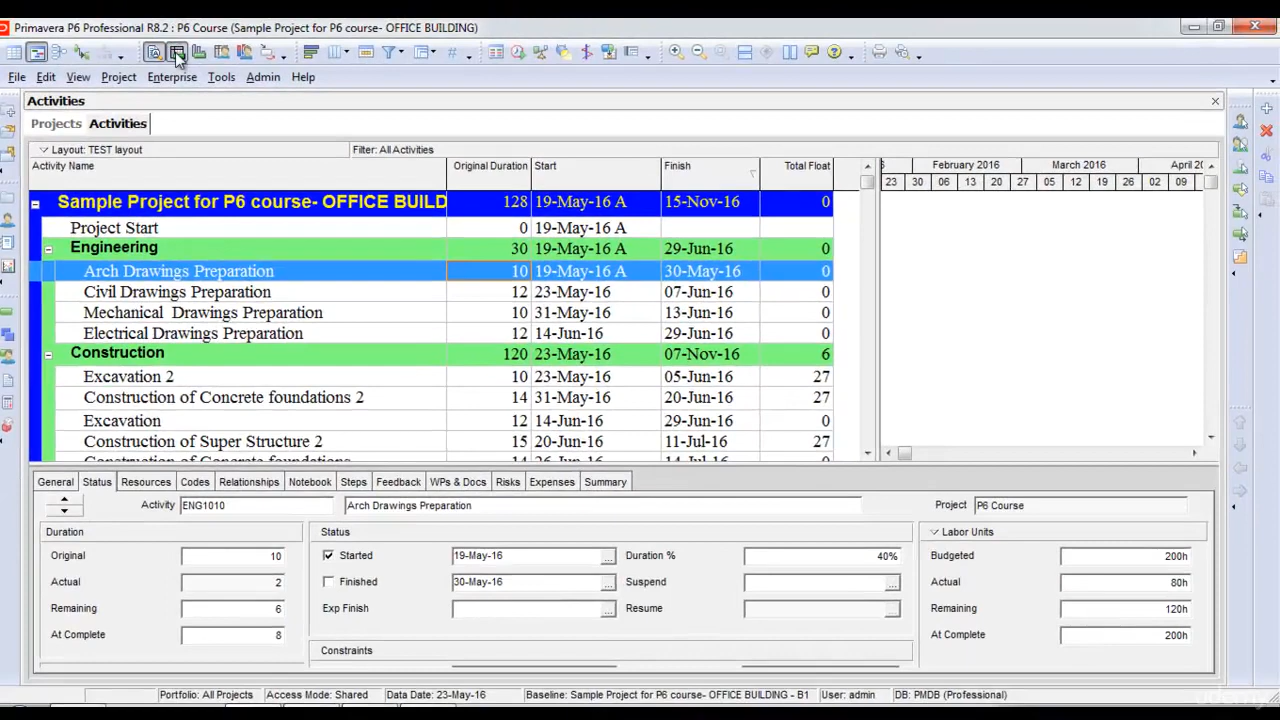 Primavera P6 Professional R8.2 : P6 Course (Sample Project for P6 course- OFFICE BUILDING)
File Edit View Project Enterprise Tools Admin Help
Activities
Projects Activities
Layout: TEST layout Filter: All Activities
Activity Name Original Duration Start Finish Total Float February 2016 March 2016
23 30 06 13 20 27 05 12 19 26 02 09
Sample Project for P6 course- OFFICE BUILD 128 19-May-16 A 15-Nov-16 0
Project Start 0 19-May-16 A
Engineering 30 19-May-16 A 29-Jun-16 0
Arch Drawings Preparation 10 19-May-16 A 30-May-16 0
Civil Drawings Preparation 12 23-May-16 07-Jun-16 0
Mechanical Drawings Preparation 10 31-May-16 13-Jun-16 0
Electrical Drawings Preparation 12 14-Jun-16 29-Jun-16 0
Construction 120 23-May-16 07-Nov-16 6
Excavation 2 10 23-May-16 05-Jun-16 27
Construction of Concrete foundations 2 14 31-May-16 20-Jun-16 27
Excavation 12 14-Jun-16 29-Jun-16 0
Construction of Super Structure 2 15 20-Jun-16 11-Jul-16 27
Construction of Concrete foundations 14 26-Jun-16 14-Jul-16 0
General Status Resources Codes Relationships Notebook Steps Feedback WPs & Docs Risks Expenses Summary
Activity ENG1010 Arch Drawings Preparation Project P6 Course
Duration Status Labor Units
Original 10 Started 19-May-16 ... Duration % 40% Budgeted 200h
Actual 2 Finished 30-May-16 ... Suspend ... Actual 80h
Remaining 6 Exp Finish ... Resume ... Remaining 120h
At Complete 8 At Complete 200h
Constraints
Portfolio: All Projects Access Mode: Shared Data Date: 23-May-16 Baseline: Sample Project for P6 course- OFFICE BUILDING - B1 User: admin DB: PMDB (Professional)
udemy